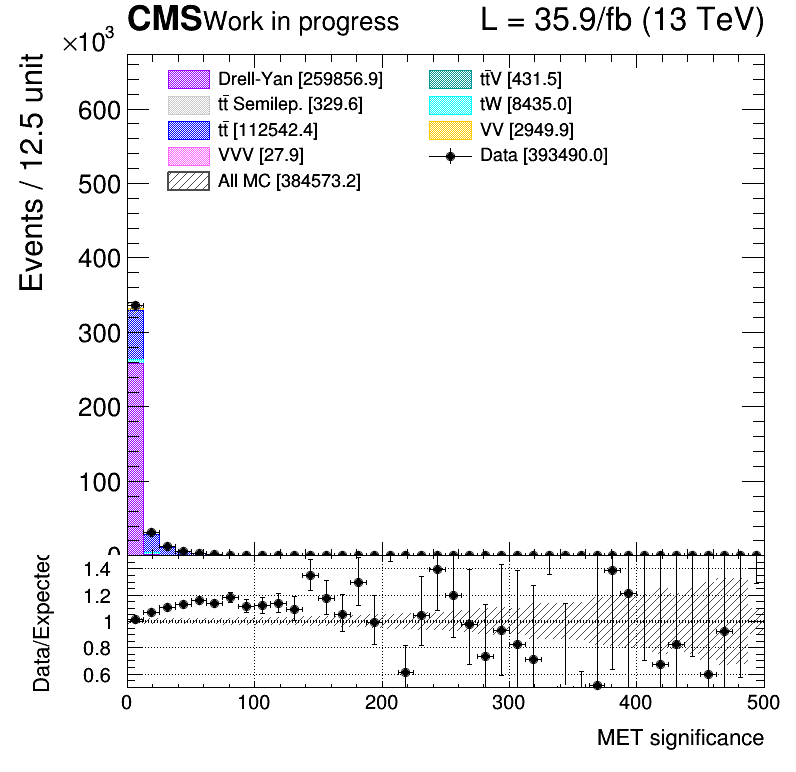 CMS Work in progress L = 35.9/fb (13 TeV)
×10³
Events / 12.5 unit
Drell-Yan [259856.9]
tt̄ Semilep. [329.6]
tt̄ [112542.4]
VVV [27.9]
All MC [384573.2]
tt̄V [431.5]
tW [8435.0]
VV [2949.9]
Data [393490.0]
600
500
400
300
200
100
0
Data/Expected
1.4
1.2
1
0.8
0.6
0 100 200 300 400 500
MET significance